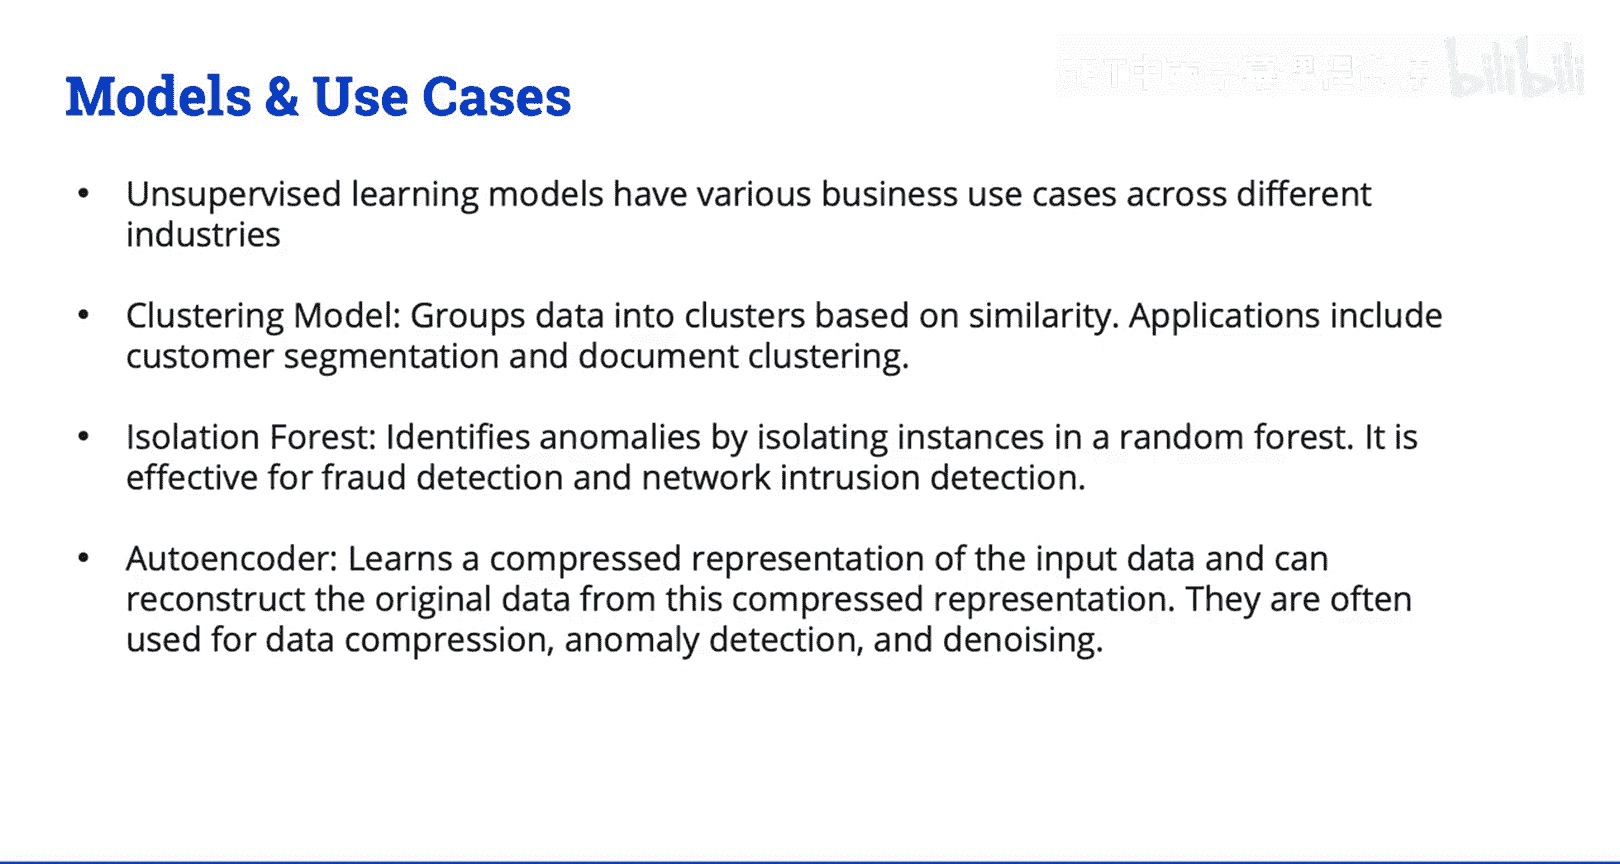 Models & Use Cases
bilibili
• Unsupervised learning models have various business use cases across different
industries
• Clustering Model: Groups data into clusters based on similarity. Applications include
customer segmentation and document clustering.
• Isolation Forest: Identifies anomalies by isolating instances in a random forest. It is
effective for fraud detection and network intrusion detection.
• Autoencoder: Learns a compressed representation of the input data and can
reconstruct the original data from this compressed representation. They are often
used for data compression, anomaly detection, and denoising.